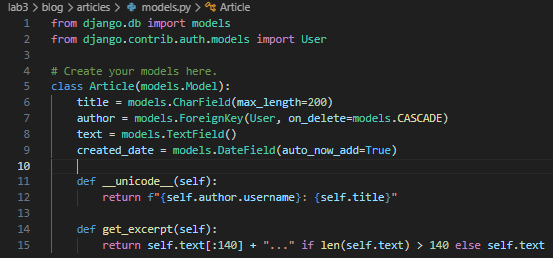 lab3 > blog > articles > models.py > Article
1 from django.db import models
2 from django.contrib.auth.models import User
3
4 # Create your models here.
5 class Article(models.Model):
6     title = models.CharField(max_length=200)
7     author = models.ForeignKey(User, on_delete=models.CASCADE)
8     text = models.TextField()
9     created_date = models.DateField(auto_now_add=True)
10
11     def __unicode__(self):
12         return f"{self.author.username}: {self.title}"
13
14     def get_excerpt(self):
15         return self.text[:140] + "..." if len(self.text) > 140 else self.text